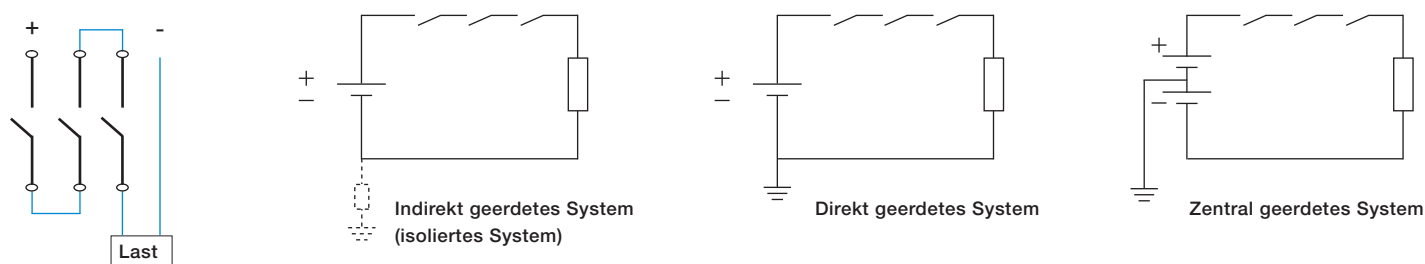 + -
Last
+
−
Indirekt geerdetes System
(isoliertes System)
+
−
Direkt geerdetes System
+
−
Zentral geerdetes System